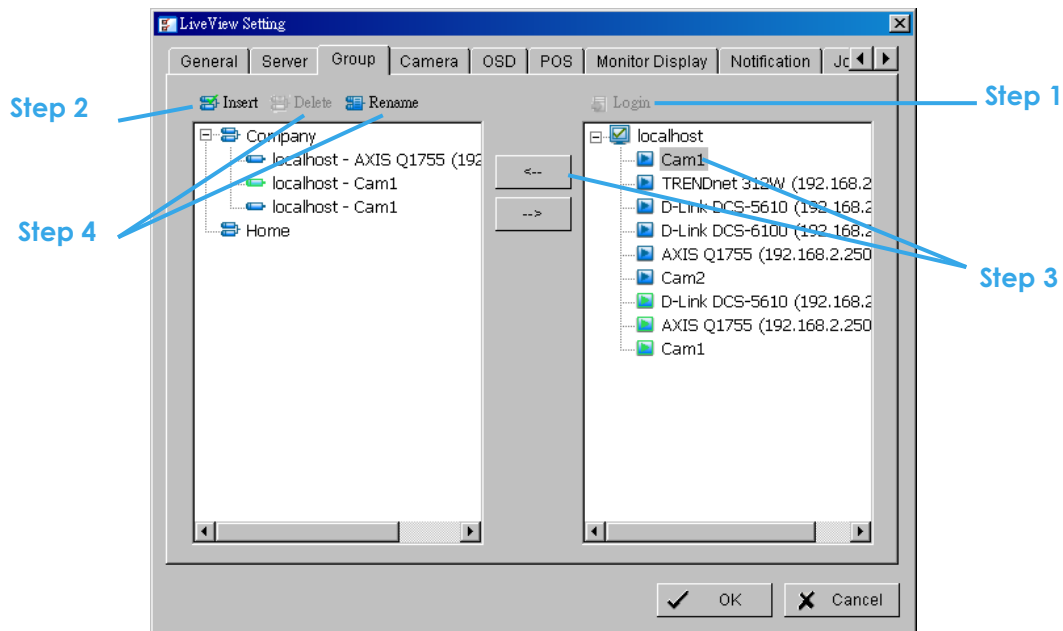 LiveView Setting
General Server Group Camera OSD POS Monitor Display Notification Jo
Step 2
Insert Delete Rename
Login
Step 1
Company
localhost - AXIS Q1755 (192
localhost - Cam1
localhost - Cam1
Home
Step 4
<--
-->
localhost
Cam1
TRENDnet 312W (192.168.2
D-Link DCS-5610 (192.168.2
D-Link DCS-6100 (192.168.2
AXIS Q1755 (192.168.2.250
Cam2
D-Link DCS-5610 (192.168.2
AXIS Q1755 (192.168.2.250
Cam1
Step 3
OK Cancel